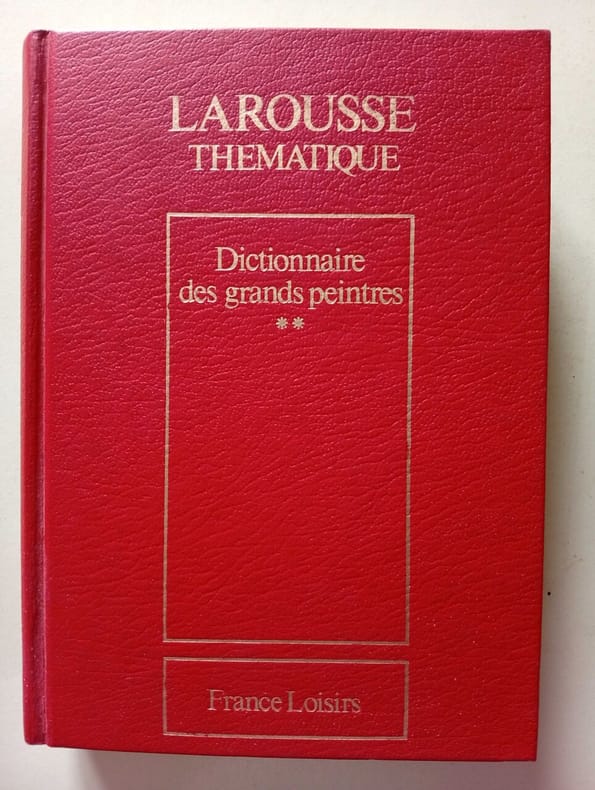 LAROUSSE
THEMATIQUE
Dictionnaire
des grands peintres
**
France Loisirs